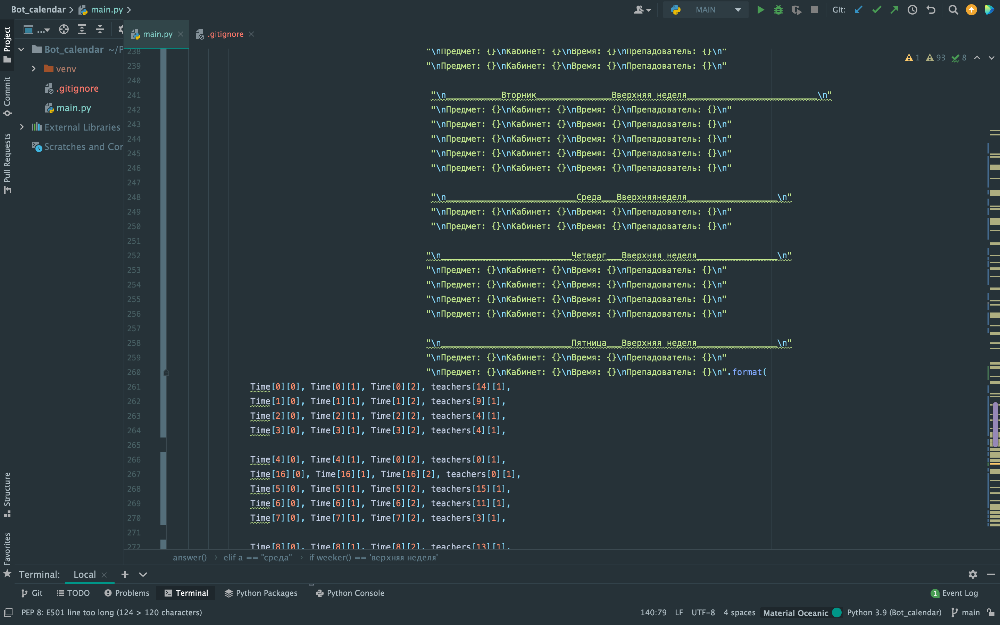 Bot_calendar main.py
MAIN Git:
Project
Commit
Pull Requests
Structure
Favorites
...
main.py .gitignore
Bot_calendar ~/P
venv
.gitignore
main.py
External Libraries
Scratches and Cor
1 93 8
238 "\nПредмет: {}\nКабинет: {}\nВремя: {}\nПрепадователь: {}\n"
239 "\nПредмет: {}\nКабинет: {}\nВремя: {}\nПрепадователь: {}\n"
240
241 "\n___________Вторник_______________Вверхняя неделя__________________________\n"
242 "\nПредмет: {}\nКабинет: {}\nВремя: {}\nПрепадователь: {}\n"
243 "\nПредмет: {}\nКабинет: {}\nВремя: {}\nПрепадователь: {}\n"
244 "\nПредмет: {}\nКабинет: {}\nВремя: {}\nПрепадователь: {}\n"
245 "\nПредмет: {}\nКабинет: {}\nВремя: {}\nПрепадователь: {}\n"
246 "\nПредмет: {}\nКабинет: {}\nВремя: {}\nПрепадователь: {}\n"
247
248 "\n__________________________Среда___Вверхняянеделя__________________\n"
249 "\nПредмет: {}\nКабинет: {}\nВремя: {}\nПрепадователь: {}\n"
250 "\nПредмет: {}\nКабинет: {}\nВремя: {}\nПрепадователь: {}\n"
251
252 "\n__________________________Четверг___Вверхняя неделя________________\n"
253 "\nПредмет: {}\nКабинет: {}\nВремя: {}\nПрепадователь: {}\n"
254 "\nПредмет: {}\nКабинет: {}\nВремя: {}\nПрепадователь: {}\n"
255 "\nПредмет: {}\nКабинет: {}\nВремя: {}\nПрепадователь: {}\n"
256 "\nПредмет: {}\nКабинет: {}\nВремя: {}\nПрепадователь: {}\n"
257
258 "\n__________________________Пятница___Вверхняя неделя________________\n"
259 "\nПредмет: {}\nКабинет: {}\nВремя: {}\nПрепадователь: {}\n"
260 "\nПредмет: {}\nКабинет: {}\nВремя: {}\nПрепадователь: {}\n".format(
261 Time[0][0], Time[0][1], Time[0][2], teachers[14][1],
262 Time[1][0], Time[1][1], Time[1][2], teachers[9][1],
263 Time[2][0], Time[2][1], Time[2][2], teachers[4][1],
264 Time[3][0], Time[3][1], Time[3][2], teachers[4][1],
265
266 Time[4][0], Time[4][1], Time[0][2], teachers[0][1],
267 Time[16][0], Time[16][1], Time[16][2], teachers[0][1],
268 Time[5][0], Time[5][1], Time[5][2], teachers[15][1],
269 Time[6][0], Time[6][1], Time[6][2], teachers[11][1],
270 Time[7][0], Time[7][1], Time[7][2], teachers[3][1],
271
272 Time[8][0], Time[8][1], Time[8][2], teachers[13][1],
answer() › elif a == "среда" › if weeker() == 'верхняя неделя'
Terminal: Local
Git TODO Problems Terminal Python Packages Python Console 1 Event Log
PEP 8: E501 line too long (124 > 120 characters) 140:79 LF UTF-8 4 spaces Material Oceanic Python 3.9 (Bot_calendar) main